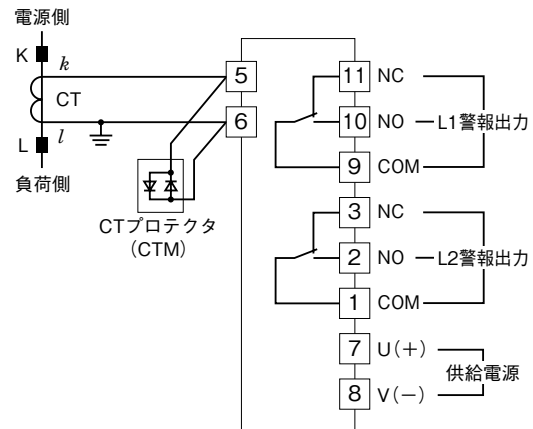 電源側
K
k
CT
l
L
負荷側
CTプロテクタ
(CTM)
5
6
11 NC
10 NO L1警報出力
9 COM
3 NC
2 NO L2警報出力
1 COM
7 U(+)
供給電源
8 V(−)